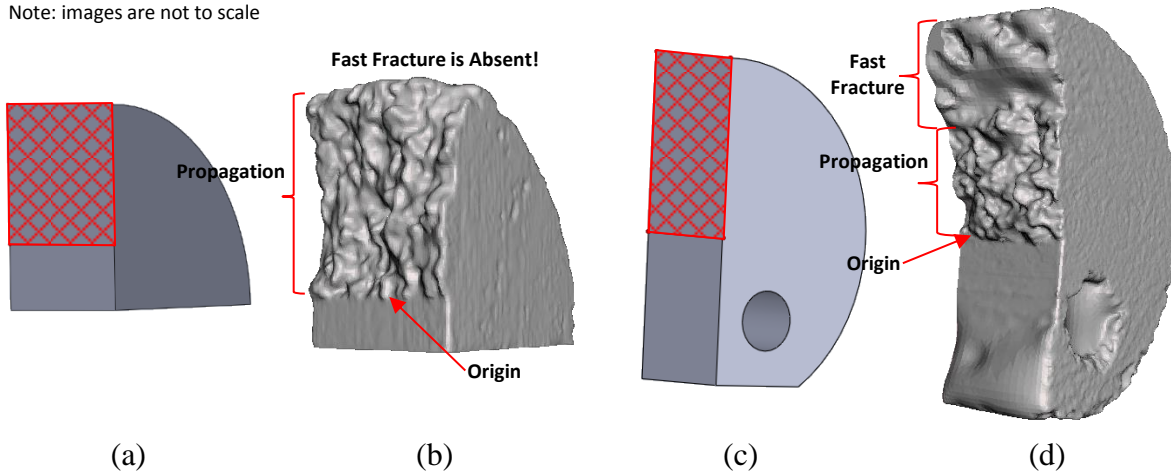 Note: images are not to scale
Fast Fracture is Absent!
Propagation
Origin
Fast
Fracture
Propagation
Origin
(a)
(b)
(c)
(d)